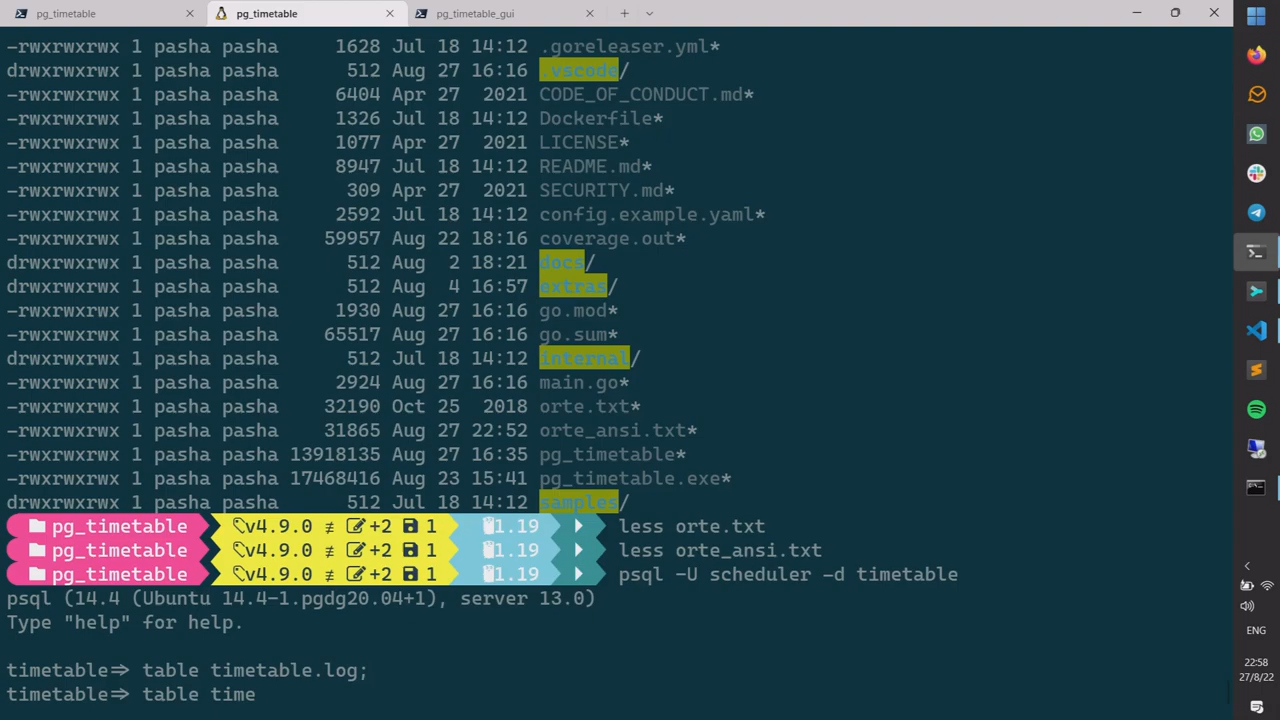 pg_timetable
pg_timetable
pg_timetable_gui
-rwxrwxrwx 1 pasha pasha     1628 Jul 18 14:12 .goreleaser.yml*
drwxrwxrwx 1 pasha pasha      512 Aug 27 16:16 .vscode/
-rwxrwxrwx 1 pasha pasha     6404 Apr 27  2021 CODE_OF_CONDUCT.md*
-rwxrwxrwx 1 pasha pasha     1326 Jul 18 14:12 Dockerfile*
-rwxrwxrwx 1 pasha pasha     1077 Apr 27  2021 LICENSE*
-rwxrwxrwx 1 pasha pasha     8947 Jul 18 14:12 README.md*
-rwxrwxrwx 1 pasha pasha      309 Apr 27  2021 SECURITY.md*
-rwxrwxrwx 1 pasha pasha     2592 Jul 18 14:12 config.example.yaml*
-rwxrwxrwx 1 pasha pasha    59957 Aug 22 18:16 coverage.out*
drwxrwxrwx 1 pasha pasha      512 Aug  2 18:21 docs/
drwxrwxrwx 1 pasha pasha      512 Aug  4 16:57 extras/
-rwxrwxrwx 1 pasha pasha     1930 Aug 27 16:16 go.mod*
-rwxrwxrwx 1 pasha pasha    65517 Aug 27 16:16 go.sum*
drwxrwxrwx 1 pasha pasha      512 Jul 18 14:12 internal/
-rwxrwxrwx 1 pasha pasha     2924 Aug 27 16:16 main.go*
-rwxrwxrwx 1 pasha pasha    32190 Oct 25  2018 orte.txt*
-rwxrwxrwx 1 pasha pasha    31865 Aug 27 22:52 orte_ansi.txt*
-rwxrwxrwx 1 pasha pasha 13918135 Aug 27 16:35 pg_timetable*
-rwxrwxrwx 1 pasha pasha 17468416 Aug 23 15:41 pg_timetable.exe*
drwxrwxrwx 1 pasha pasha      512 Jul 18 14:12 samples/
pg_timetable v4.9.0 ≢ +2 1 1.19 less orte.txt
pg_timetable v4.9.0 ≢ +2 1 1.19 less orte_ansi.txt
pg_timetable v4.9.0 ≢ +2 1 1.19 psql -U scheduler -d timetable
psql (14.4 (Ubuntu 14.4-1.pgdg20.04+1), server 13.0)
Type "help" for help.
timetable=> table timetable.log;
timetable=> table time
ENG
22:58
27/8/22